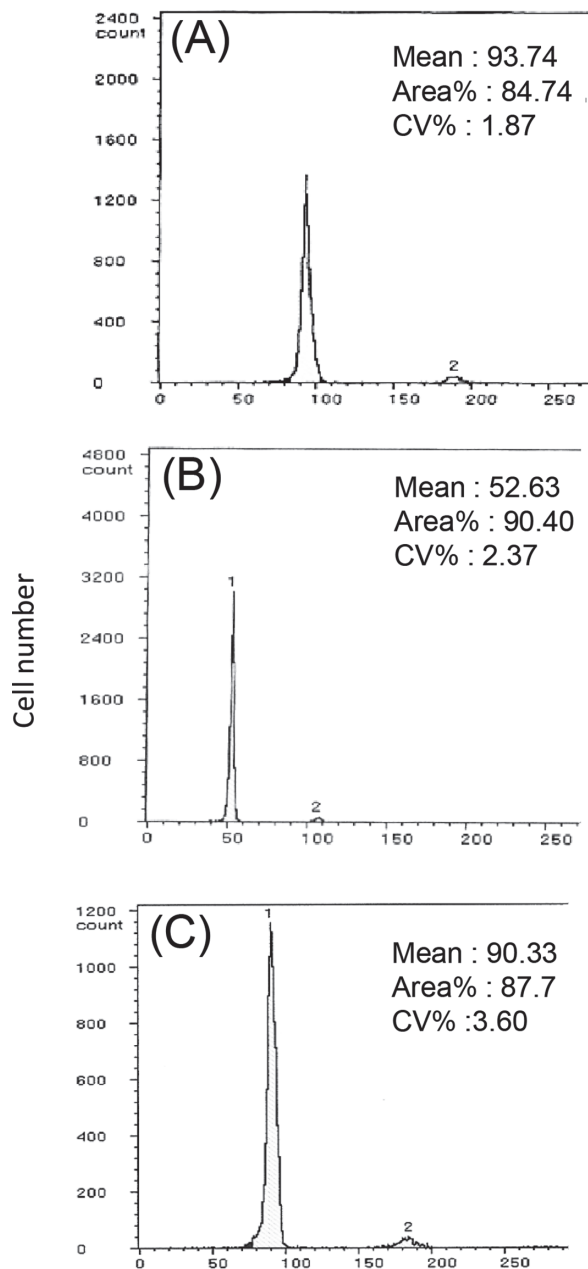 2400
count
(A)
Mean : 93.74
Area% : 84.74
CV% : 1.87
2000
1600
1200
800
400
0
2
0 50 100 150 200 250
4800
count
(B)
Mean : 52.63
Area% : 90.40
CV% : 2.37
4000
3200
2400
1600
800
0
1
2
0 50 100 150 200 250
Cell number
1200
count
(C)
Mean : 90.33
Area% : 87.7
CV% :3.60
1000
800
600
400
200
0
1
2
0 50 100 150 200 250